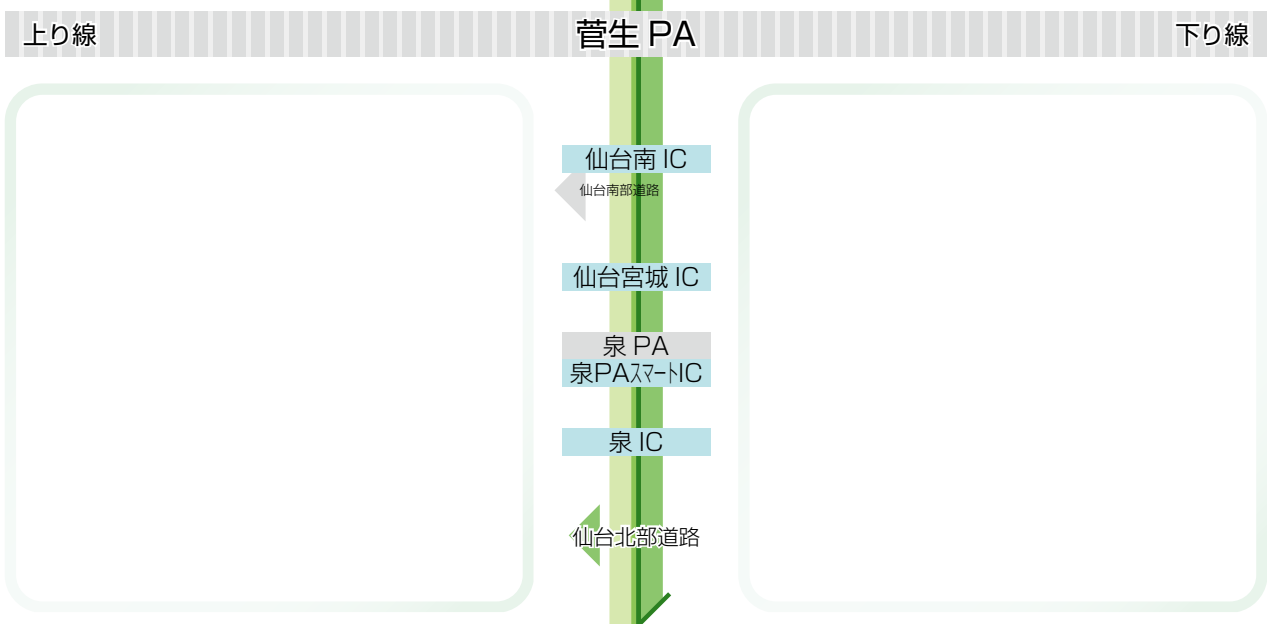 上り線
菅生 PA
下り線
仙台南 IC
仙台南部道路
仙台宮城 IC
泉 PA
泉PAスマートIC
泉 IC
仙台北部道路